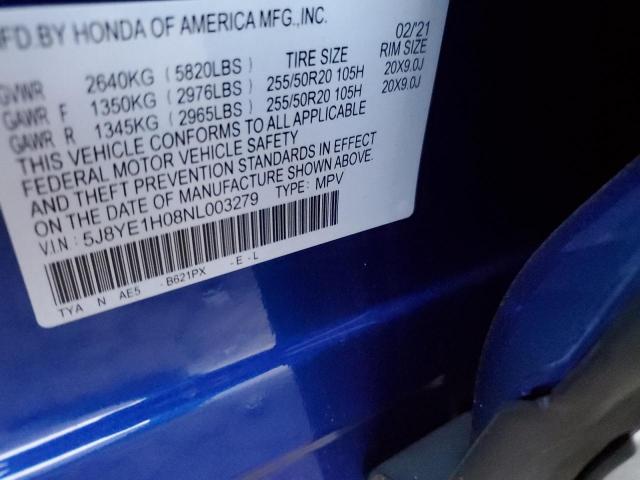 MFD.BY HONDA OF AMERICA MFG.,INC. 02/'21
TIRE SIZE RIM SIZE
GVWR 2640KG (5820LBS)
GAWR F 1350KG (2976LBS) 255/50R20 105H 20X9.0J
GAWR R 1345KG (2965LBS) 255/50R20 105H 20X9.0J
THIS VEHICLE CONFORMS TO ALL APPLICABLE
FEDERAL MOTOR VEHICLE SAFETY
AND THEFT PREVENTION STANDARDS IN EFFECT
ON THE DATE OF MANUFACTURE SHOWN ABOVE.
V.I.N: 5J8YE1H08NL003279 TYPE: MPV
TYA N AE5 -B621PX -E-L